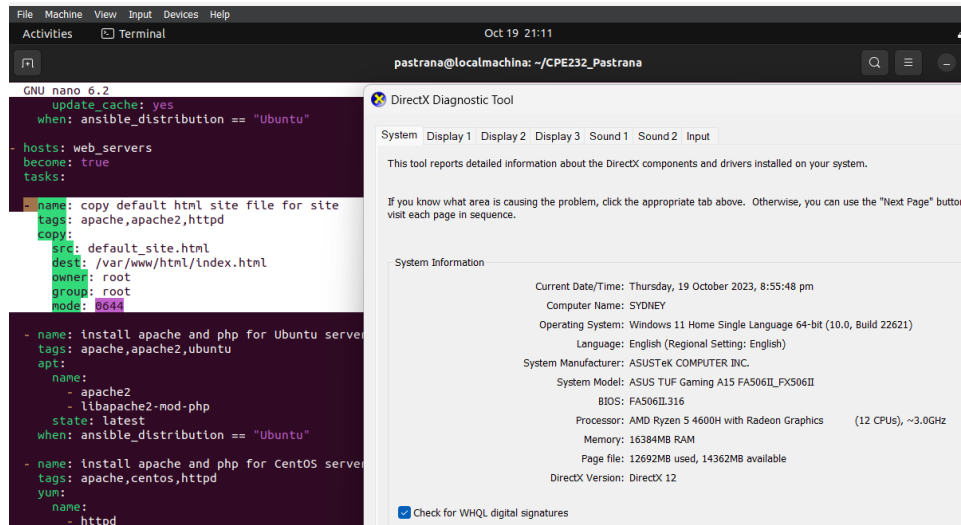 File Machine View Input Devices Help
Activities Terminal Oct 19 21:11
pastrana@localmachina: ~/CPE232_Pastrana
GNU nano 6.2
update_cache: yes
when: ansible_distribution == "Ubuntu"
- hosts: web_servers
become: true
tasks:
- name: copy default html site file for site
tags: apache,apache2,httpd
copy:
src: default_site.html
dest: /var/www/html/index.html
owner: root
group: root
mode: 0644
- name: install apache and php for Ubuntu server
tags: apache,apache2,ubuntu
apt:
name:
- apache2
- libapache2-mod-php
state: latest
when: ansible_distribution == "Ubuntu"
- name: install apache and php for CentOS server
tags: apache,centos,httpd
yum:
name:
- httpd
DirectX Diagnostic Tool
System Display 1 Display 2 Display 3 Sound 1 Sound 2 Input
This tool reports detailed information about the DirectX components and drivers installed on your system.
If you know what area is causing the problem, click the appropriate tab above. Otherwise, you can use the "Next Page" button
visit each page in sequence.
System Information
Current Date/Time: Thursday, 19 October 2023, 8:55:48 pm
Computer Name: SYDNEY
Operating System: Windows 11 Home Single Language 64-bit (10.0, Build 22621)
Language: English (Regional Setting: English)
System Manufacturer: ASUSTeK COMPUTER INC.
System Model: ASUS TUF Gaming A15 FA506II_FX506II
BIOS: FA506II.316
Processor: AMD Ryzen 5 4600H with Radeon Graphics (12 CPUs), ~3.0GHz
Memory: 16384MB RAM
Page file: 12692MB used, 14362MB available
DirectX Version: DirectX 12
Check for WHQL digital signatures